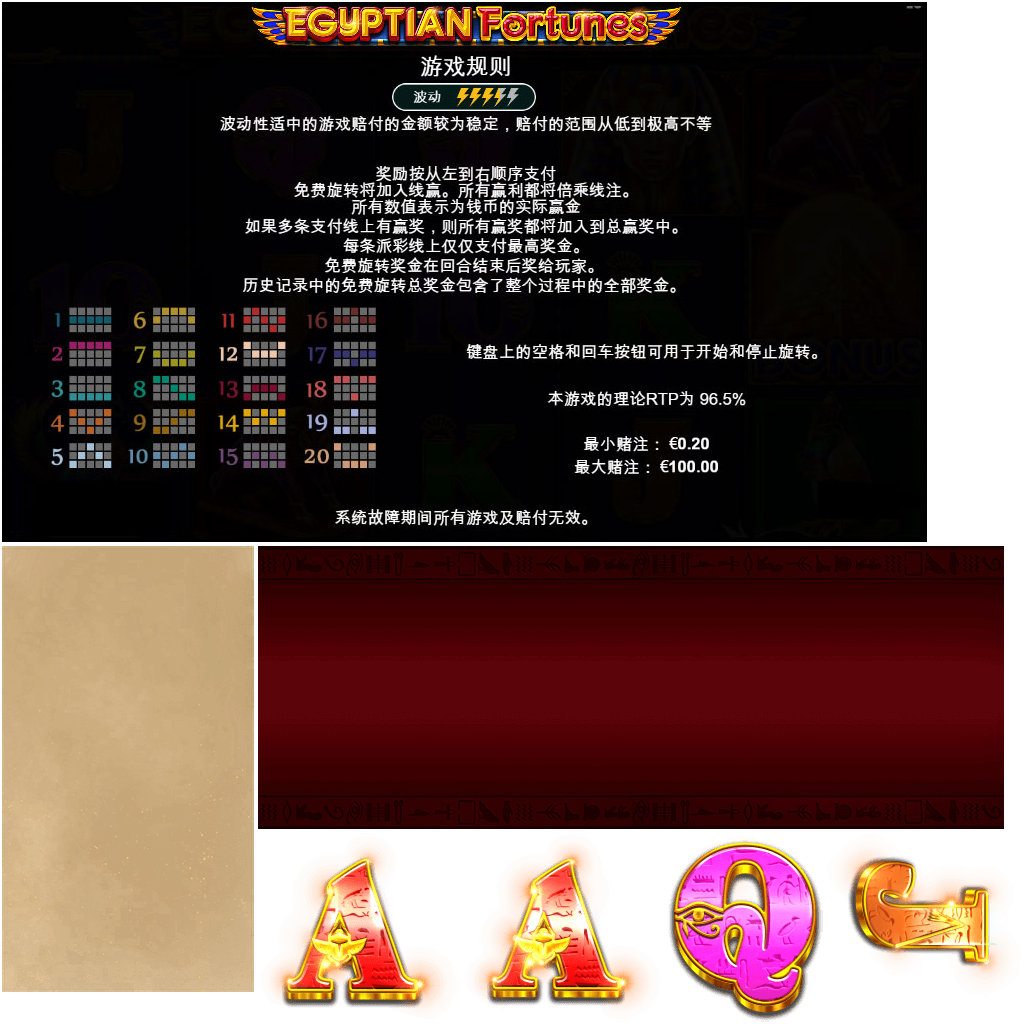 EGYPTIAN Fortunes
游戏规则
波动
波动性适中的游戏赔付的金额较为稳定，赔付的范围从低到极高不等
奖励按从左到右顺序支付
免费旋转将加入线赢。所有赢利都将倍乘线注。
所有数值表示为钱币的实际赢金
如果多条支付线上有赢奖，则所有赢奖都将加入到总赢奖中。
每条派彩线上仅仅支付最高奖金。
免费旋转奖金在回合结束后奖给玩家。
历史记录中的免费旋转总奖金包含了整个过程中的全部奖金。
1 6 11 16
2 7 12 17
3 8 13 18
4 9 14 19
5 10 15 20
键盘上的空格和回车按钮可用于开始和停止旋转。
本游戏的理论RTP为 96.5%
最小赌注： €0.20
最大赌注： €100.00
系统故障期间所有游戏及赔付无效。
A A Q J